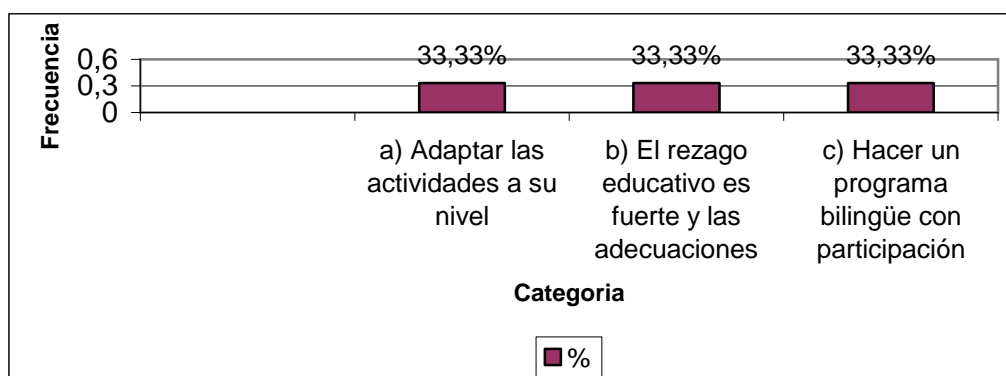 Frecuencia
0,6
0,3
0
33,33%
33,33%
33,33%
a) Adaptar las
actividades a su
nivel
b) El rezago
educativo es
fuerte y las
adecuaciones
c) Hacer un
programa
bilingüe con
participación
Categoria
%